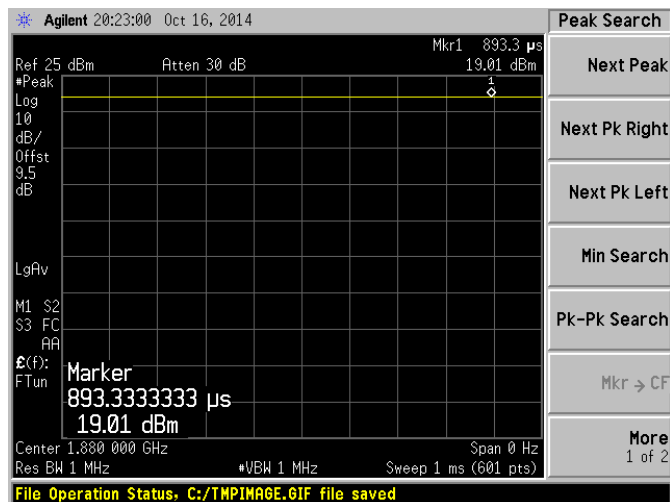 Agilent 20:23:00 Oct 16, 2014
Peak Search
Mkr1 893.3 µs
Ref 25 dBm Atten 30 dB 19.01 dBm
#Peak
Log
10
dB/
Offst
9.5
dB
1
LgAv
M1 S2
S3 FC
AA
£(f):
FTun
Marker
893.3333333 µs
19.01 dBm
Center 1.880 000 GHz Span 0 Hz
Res BW 1 MHz #VBW 1 MHz Sweep 1 ms (601 pts)
File Operation Status, C:/TMPIMAGE.GIF file saved
Next Peak
Next Pk Right
Next Pk Left
Min Search
Pk-Pk Search
Mkr → CF
More
1 of 2